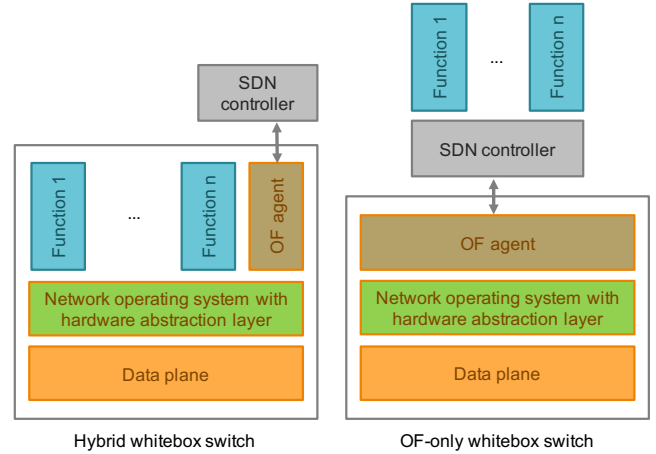 SDN
controller
Function 1
...
Function n
OF agent
Network operating system with
hardware abstraction layer
Data plane
Hybrid whitebox switch
Function 1
...
Function n
SDN controller
OF agent
Network operating system with
hardware abstraction layer
Data plane
OF-only whitebox switch